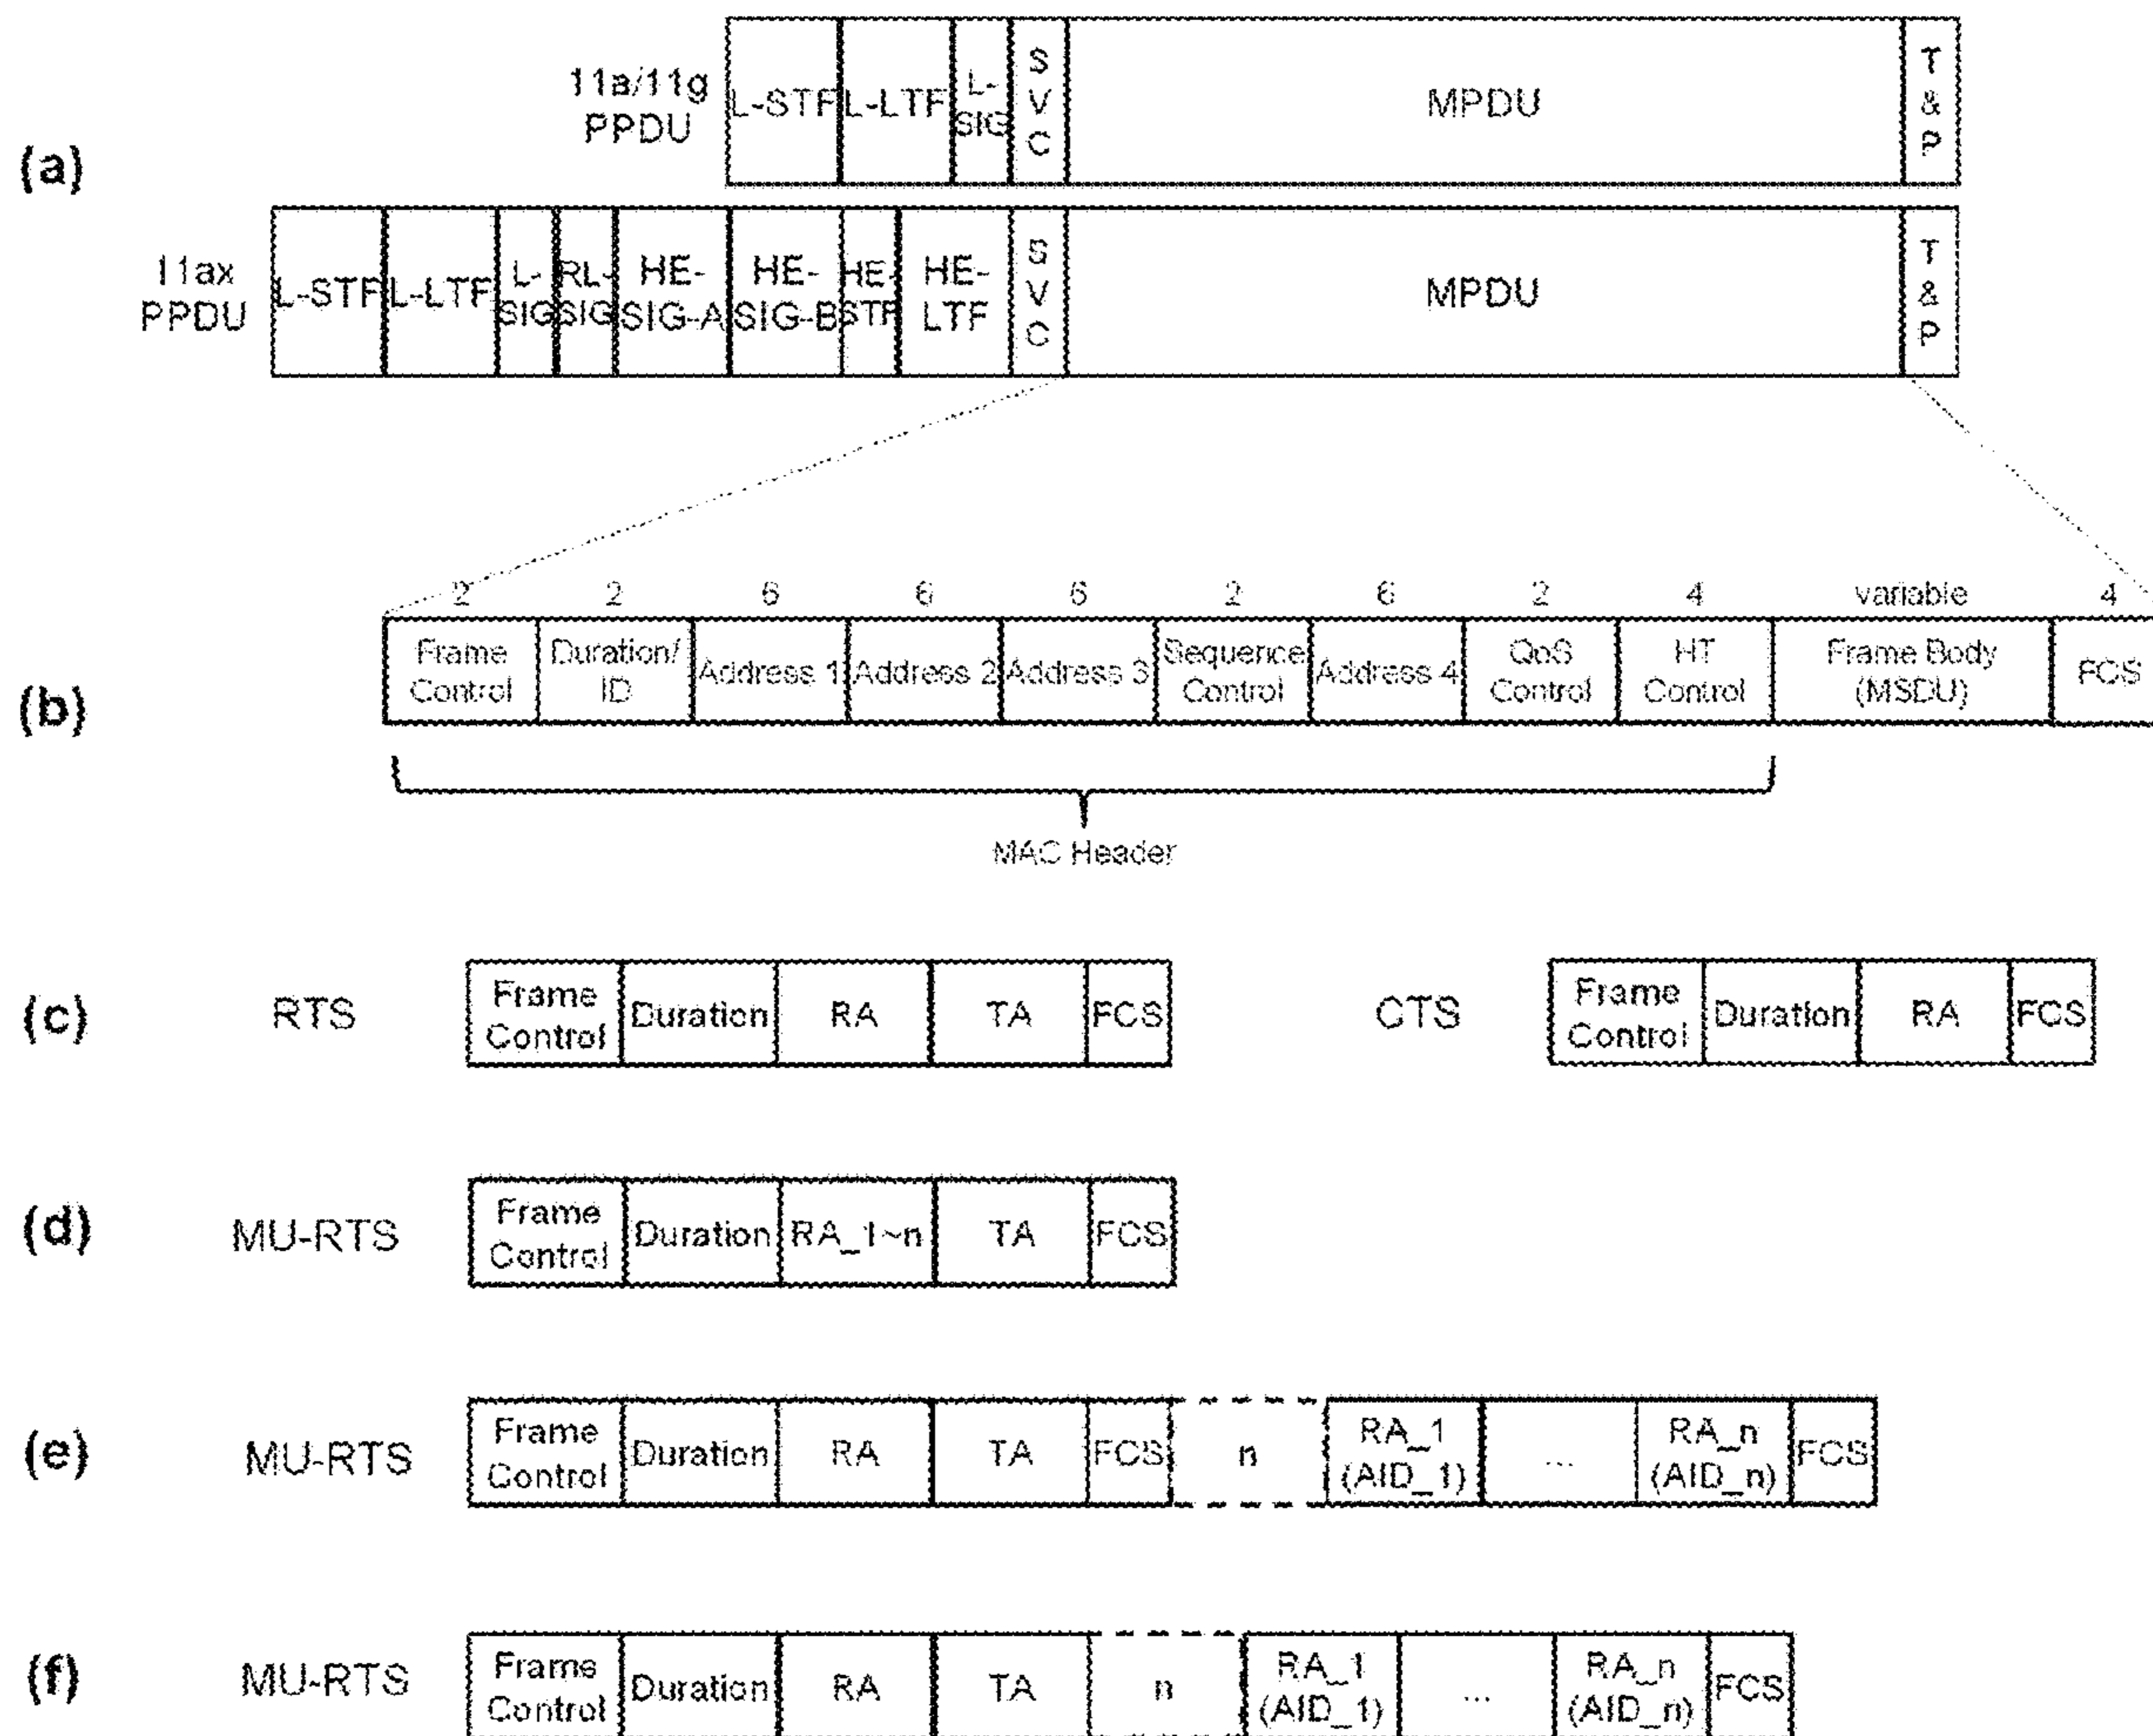 (a)
11a/11g
PPDU
L-STF
L-LTF
L-
SIG
S
V
C
MPDU
T
&
P
11ax
PPDU
L-STF
L-LTF
L-
SIG
RL-
SIG
HE-
SIG-A
HE-
SIG-B
HE-
STF
HE-
LTF
S
V
C
MPDU
T
&
P
(b)
2 2 6 6 6 2 6 2 4 variable 4
Frame
Control
Duration/
ID
Address 1
Address 2
Address 3
Sequence
Control
Address 4
QoS
Control
HT
Control
Frame Body
(MSDU)
FCS
MAC Header
(c)
RTS
Frame
Control
Duration
RA
TA
FCS
CTS
Frame
Control
Duration
RA
FCS
(d)
MU-RTS
Frame
Control
Duration
RA_1~n
TA
FCS
(e)
MU-RTS
Frame
Control
Duration
RA
TA
FCS
n
RA_1
(AID_1)
...
RA_n
(AID_n)
FCS
(f)
MU-RTS
Frame
Control
Duration
RA
TA
n
RA_1
(AID_1)
...
RA_n
(AID_n)
FCS